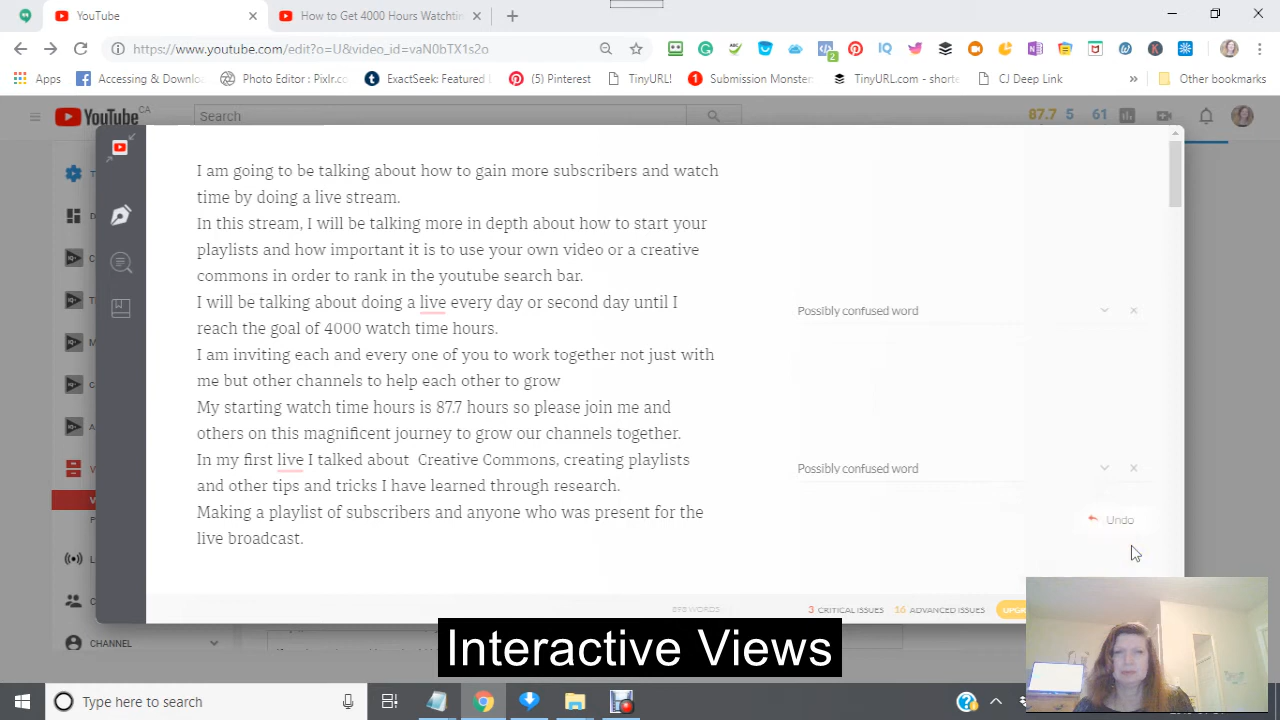 YouTube
How to Get 4000 Hours Watchtin
https://www.youtube.com/edit?o=U&video_id=vaN0bTX1s2o
2
Apps
Accessing & Downlo
Photo Editor : Pixlr.co
ExactSeek: Featured L
(5) Pinterest
TinyURL!
Submission Monster
TinyURL.com - shorte
CJ Deep Link
Other bookmarks
YouTube CA
Search
87.7 5 61
I am going to be talking about how to gain more subscribers and watch
time by doing a live stream.
In this stream, I will be talking more in depth about how to start your
playlists and how important it is to use your own video or a creative
commons in order to rank in the youtube search bar.
I will be talking about doing a live every day or second day until I
reach the goal of 4000 watch time hours.
I am inviting each and every one of you to work together not just with
me but other channels to help each other to grow
My starting watch time hours is 87.7 hours so please join me and
others on this magnificent journey to grow our channels together.
In my first live I talked about  Creative Commons, creating playlists
and other tips and tricks I have learned through research.
Making a playlist of subscribers and anyone who was present for the
live broadcast.
Possibly confused word
Possibly confused word
Undo
898 WORDS
3 CRITICAL ISSUES
16 ADVANCED ISSUES
CHANNEL
Interactive Views
Type here to search